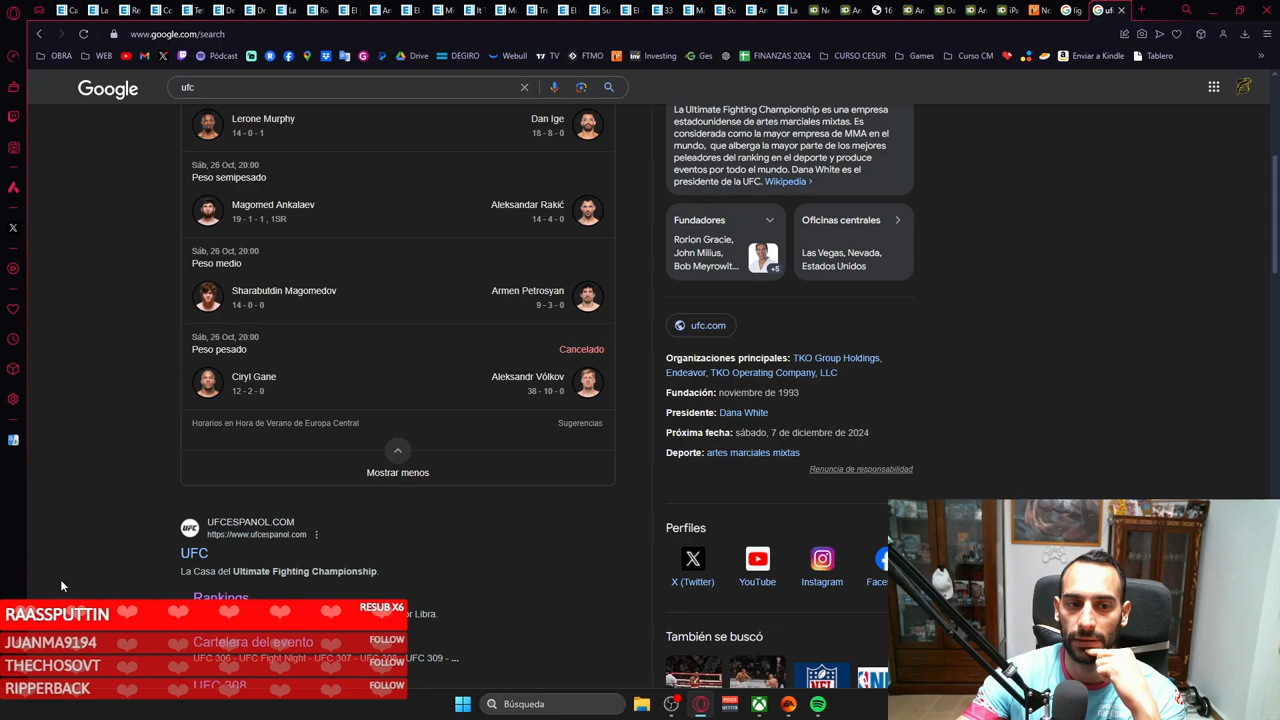 www.google.com/search
OBRA
WEB
Pódcast
Drive
DEGIRO
Webull
TV
FTMO
Investing
Ges
FINANZAS 2024
CURSO CESUR
Games
Curso CM
Enviar a Kindle
Tablero
Google
ufc
Lerone Murphy
14 - 0 - 1
Dan Ige
18 - 8 - 0
Sáb, 26 Oct, 20:00
Peso semipesado
Magomed Ankalaev
19 - 1 - 1 , 1SR
Aleksandar Rakić
14 - 4 - 0
Sáb, 26 Oct, 20:00
Peso medio
Sharabutdin Magomedov
14 - 0 - 0
Armen Petrosyan
9 - 3 - 0
Sáb, 26 Oct, 20:00
Peso pesado
Cancelado
Ciryl Gane
12 - 2 - 0
Aleksandr Vólkov
38 - 10 - 0
Horarios en Hora de Verano de Europa Central
Sugerencias
Mostrar menos
UFCESPANOL.COM
https://www.ufcespanol.com
UFC
La Casa del Ultimate Fighting Championship.
Rankings
or Libra.
Cartelera del evento
UFC 306 - UFC Fight Night - UFC 307 - UFC 308 - UFC 309 - ...
UFC 308
La Ultimate Fighting Championship es una empresa
estadounidense de artes marciales mixtas. Es
considerada como la mayor empresa de MMA en el
mundo, que alberga la mayor parte de los mejores
peleadores del ranking en el deporte y produce
eventos por todo el mundo. Dana White es el
presidente de la UFC. Wikipedia
Fundadores
Rorion Gracie,
John Milius,
Bob Meyrowit...
+5
Oficinas centrales
Las Vegas, Nevada,
Estados Unidos
ufc.com
Organizaciones principales: TKO Group Holdings,
Endeavor, TKO Operating Company, LLC
Fundación: noviembre de 1993
Presidente: Dana White
Próxima fecha: sábado, 7 de diciembre de 2024
Deporte: artes marciales mixtas
Renuncia de responsabilidad
Perfiles
X (Twitter)
YouTube
Instagram
También se buscó
RAASSPUTTIN
RESUB X6
JUANMA9194
FOLLOW
THECHOSOVT
FOLLOW
RIPPERBACK
FOLLOW
Búsqueda